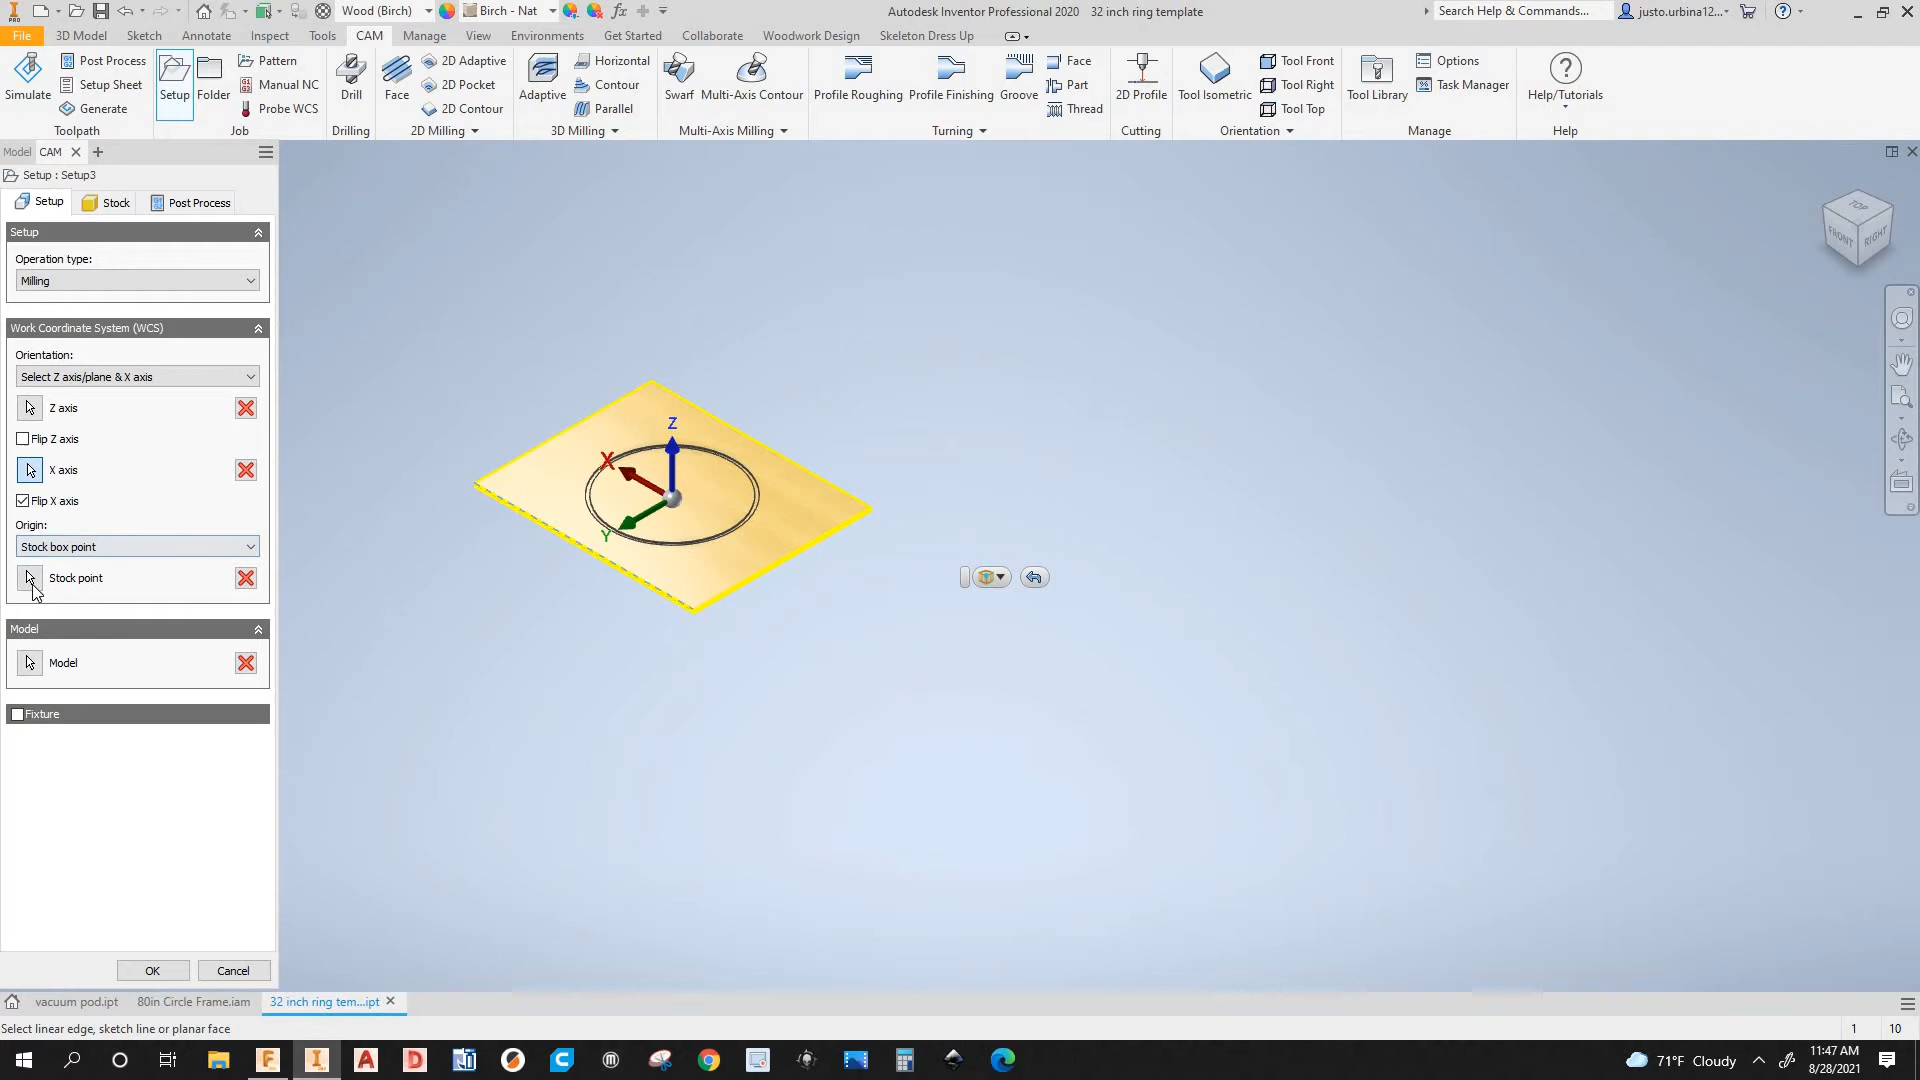 Wood (Birch)
Birch - Nat
Autodesk Inventor Professional 2020 32 inch ring template
Search Help & Commands...
justo.urbina12...
File 3D Model Sketch Annotate Inspect Tools CAM Manage View Environments Get Started Collaborate Woodwork Design Skeleton Dress Up
Simulate
Post Process
Setup Sheet
Generate
Toolpath
Setup
Folder
Pattern
Manual NC
Probe WCS
Job
Drill
Drilling
Face
2D Adaptive
2D Pocket
2D Contour
2D Milling
Adaptive
Horizontal
Contour
Parallel
3D Milling
Swarf
Multi-Axis Contour
Multi-Axis Milling
Profile Roughing
Profile Finishing
Groove
Face
Part
Thread
Turning
2D Profile
Cutting
Tool Isometric
Tool Front
Tool Right
Tool Top
Orientation
Tool Library
Options
Task Manager
Manage
Help/Tutorials
Help
Model CAM
Setup : Setup3
Setup Stock Post Process
Setup
Operation type:
Milling
Work Coordinate System (WCS)
Orientation:
Select Z axis/plane & X axis
Z axis
Flip Z axis
X axis
Flip X axis
Origin:
Stock box point
Stock point
Model
Model
Fixture
OK Cancel
Z
X
Y
TOP
FRONT
RIGHT
vacuum pod.ipt 80in Circle Frame.iam 32 inch ring tem...ipt
Select linear edge, sketch line or planar face
1 10
71°F Cloudy
11:47 AM
8/28/2021